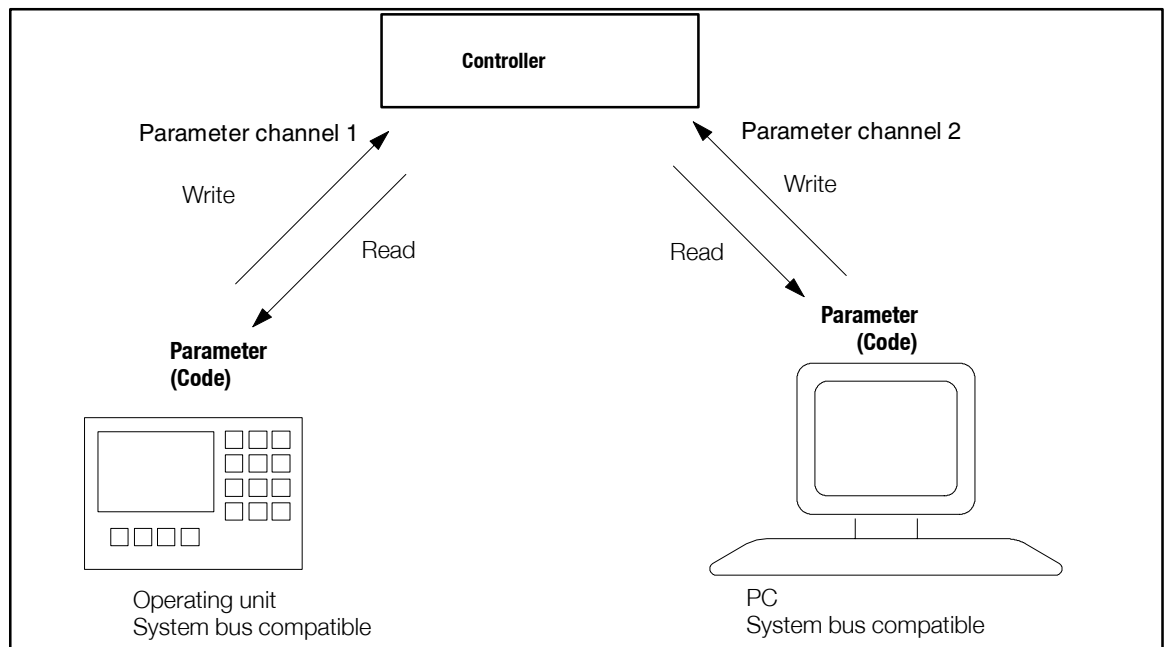 Controller
Parameter channel 1
Parameter channel 2
Write
Write
Read
Read
Parameter
(Code)
Parameter
(Code)
Operating unit
System bus compatible
PC
System bus compatible